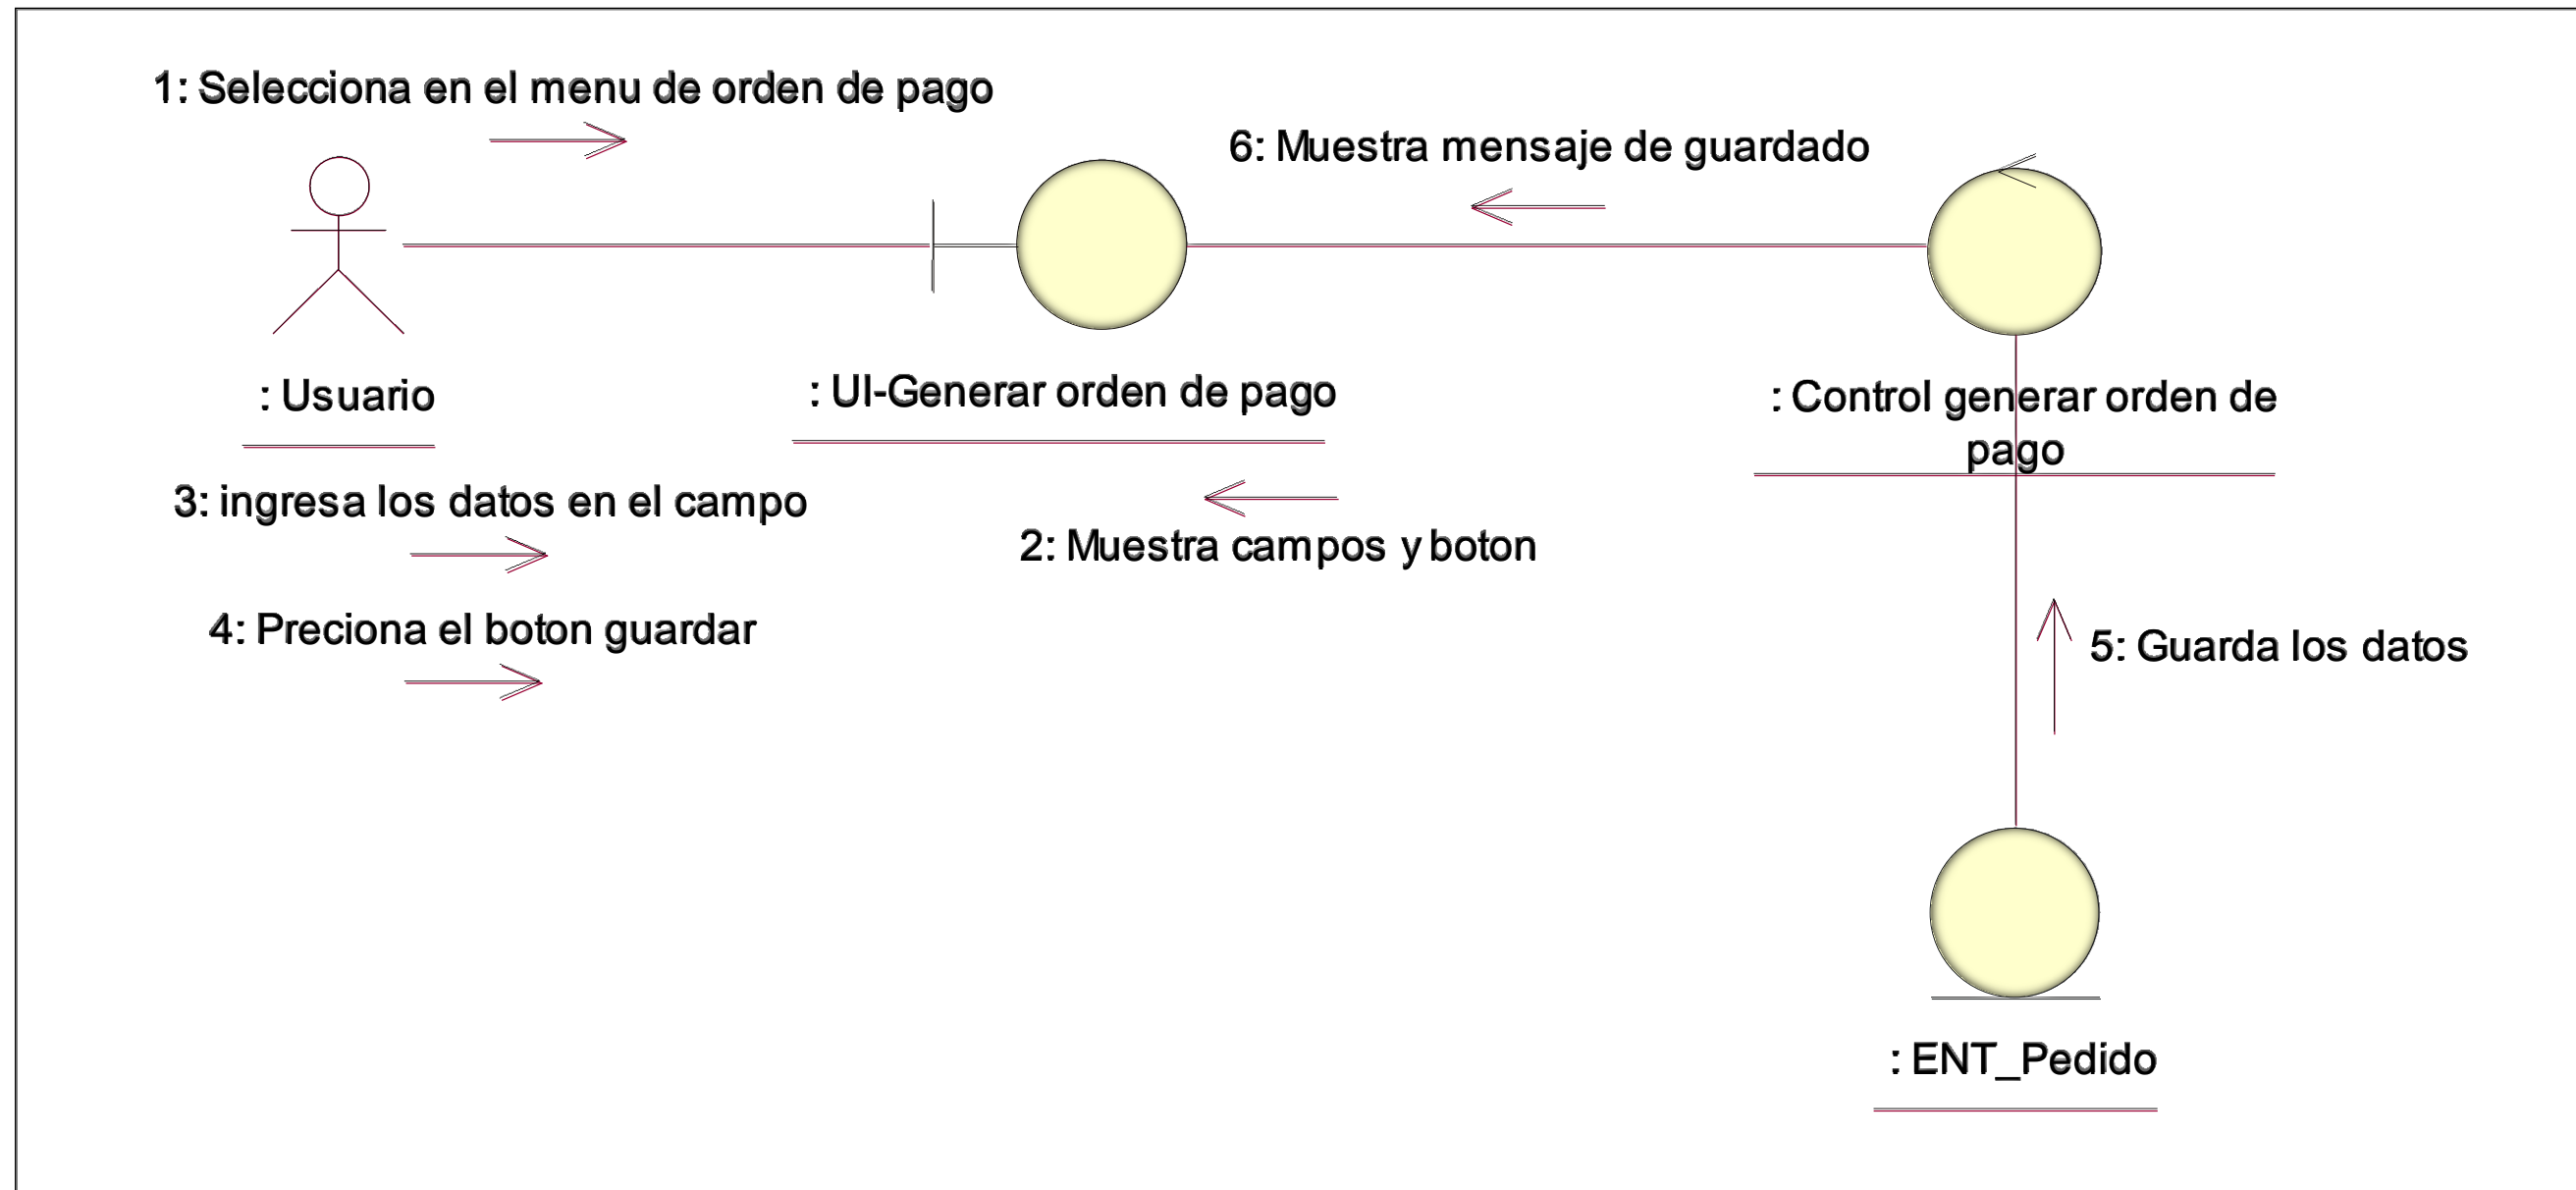 1: Selecciona en el menu de orden de pago
6: Muestra mensaje de guardado
: Usuario
: UI-Generar orden de pago
: Control generar orden de
pago
3: ingresa los datos en el campo
2: Muestra campos y boton
4: Preciona el boton guardar
5: Guarda los datos
: ENT_Pedido